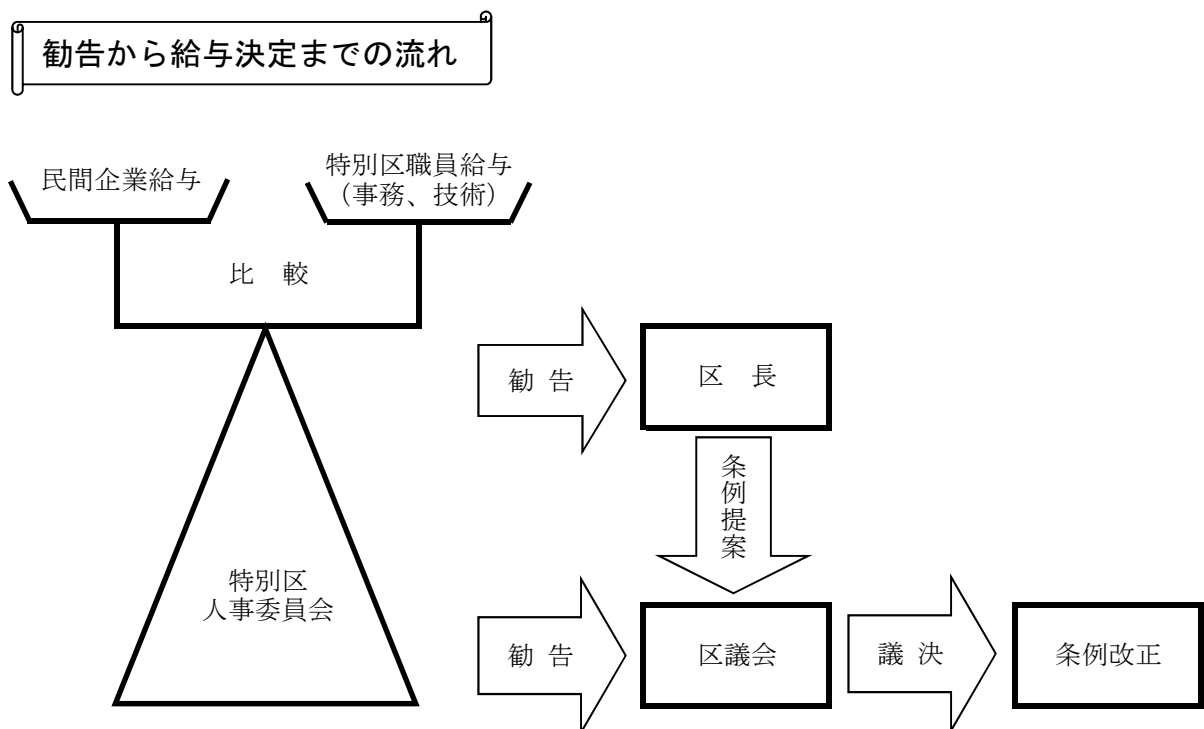 勧告から給与決定までの流れ
民間企業給与
特別区職員給与
（事務、技術）
比　較
勧 告
区　長
条例提案
特別区
人事委員会
勧 告
区議会
議 決
条例改正